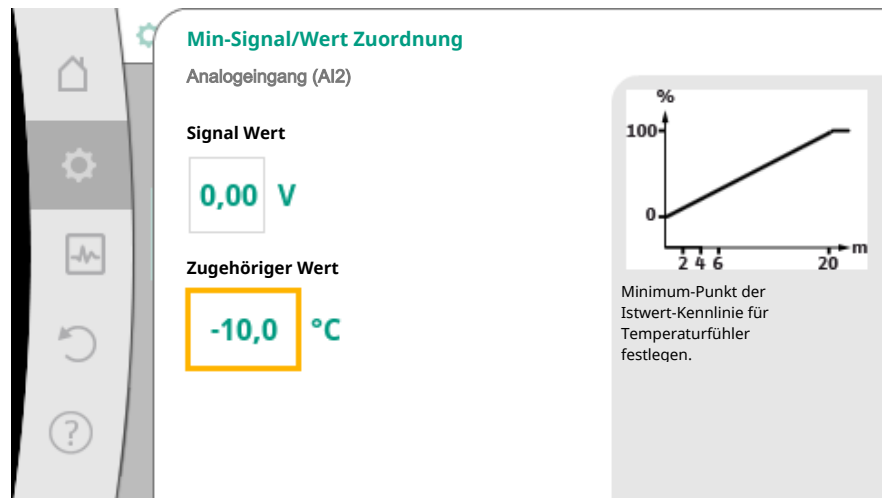 Min-Signal/Wert Zuordnung
Analogeingang (AI2)
Signal Wert
0,00 V
Zugehöriger Wert
-10,0 °C
%
100
0
2 4 6 20 m
Minimum-Punkt der
Istwert-Kennlinie für
Temperaturfühler
festlegen.
?